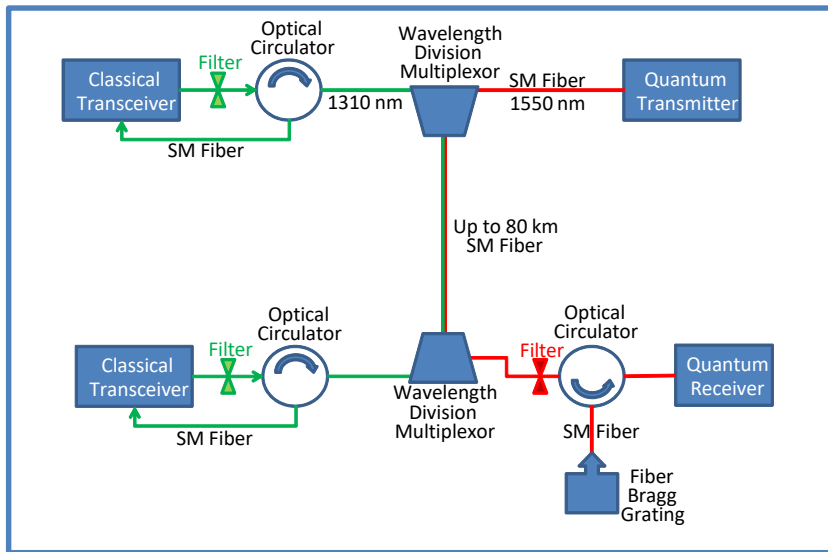 Optical
Circulator
Wavelength
Division
Multiplexor
Filter
Classical
Transceiver
SM Fiber
1550 nm
Quantum
Transmitter
1310 nm
SM Fiber
Up to 80 km
SM Fiber
Optical
Circulator
Optical
Circulator
Filter
Filter
Classical
Transceiver
Quantum
Receiver
Wavelength
Division
Multiplexor
SM Fiber
SM Fiber
Fiber
Bragg
Grating